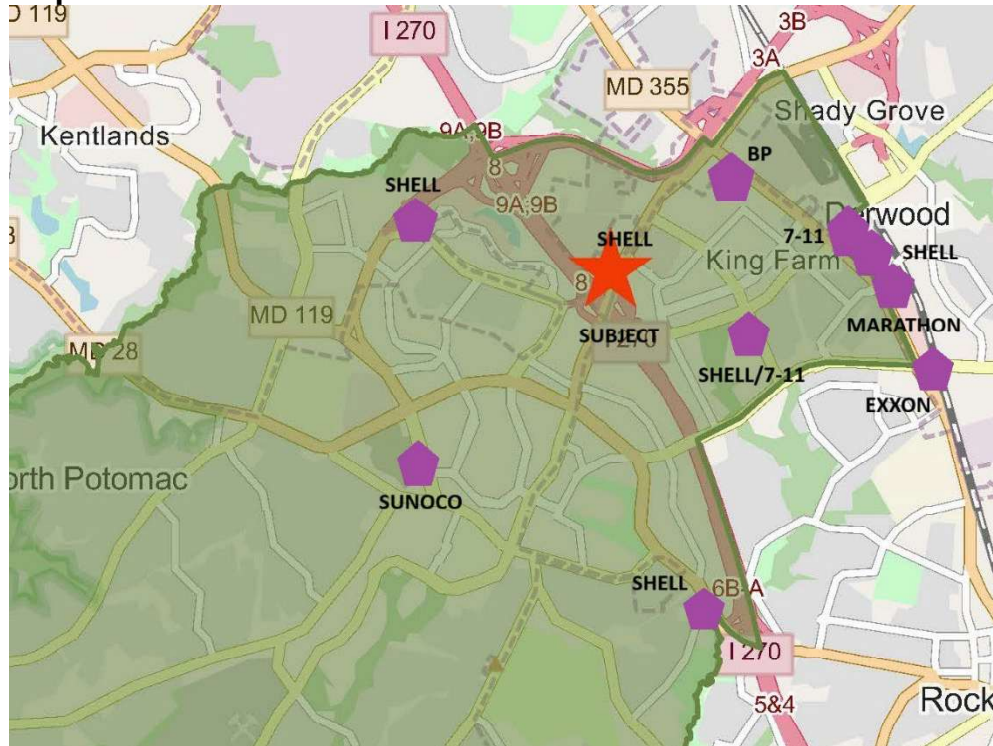 D 119
I 270
3B
3A
MD 355
Shady Grove
Kentlands
9A;9B
8
BP
SHELL
9A;9B
Derwood
7-11
SHELL
SHELL
King Farm
8
MD 119
SUBJECT
I 270
MARATHON
MD 28
SHELL/7-11
EXXON
orth Potomac
SUNOCO
SHELL
6B-A
I 270
5&4
Rock